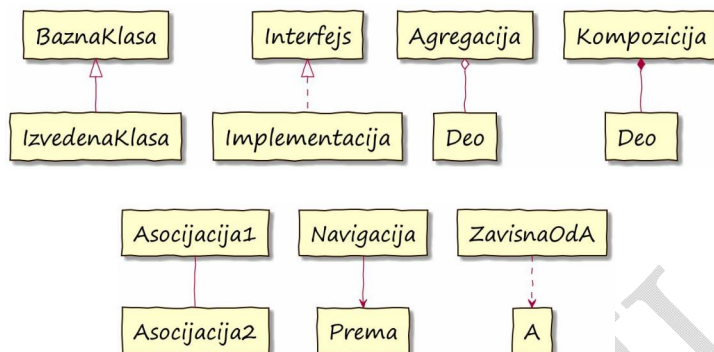 BaznaKlasa Interfejs Agregacija Kompozicija
IzvedenaKlasa Implementacija Deo Deo
Asocijacija1 Navigacija ZavisnaOdA
Asocijacija2 Prema A